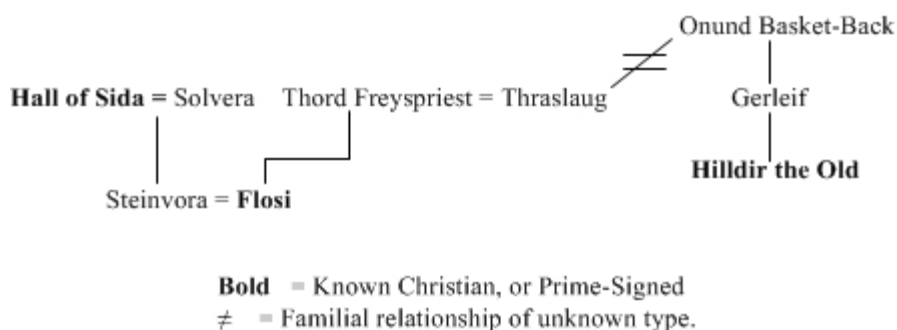 Onund Basket-Back
Hall of Sida = Solvera Thord Freyspriest = Thraslaug Gerleif
Hilldir the Old
Steinvora = Flosi
Bold = Known Christian, or Prime-Signed
≠ = Familial relationship of unknown type.